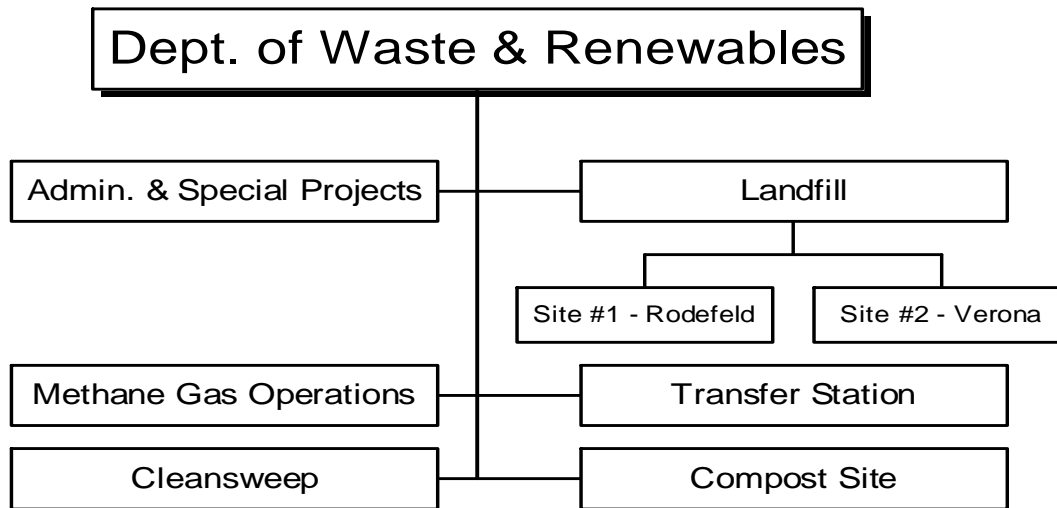 Dept. of Waste & Renewables
Admin. & Special Projects
Landfill
Site #1 - Rodefeld
Site #2 - Verona
Methane Gas Operations
Transfer Station
Cleansweep
Compost Site